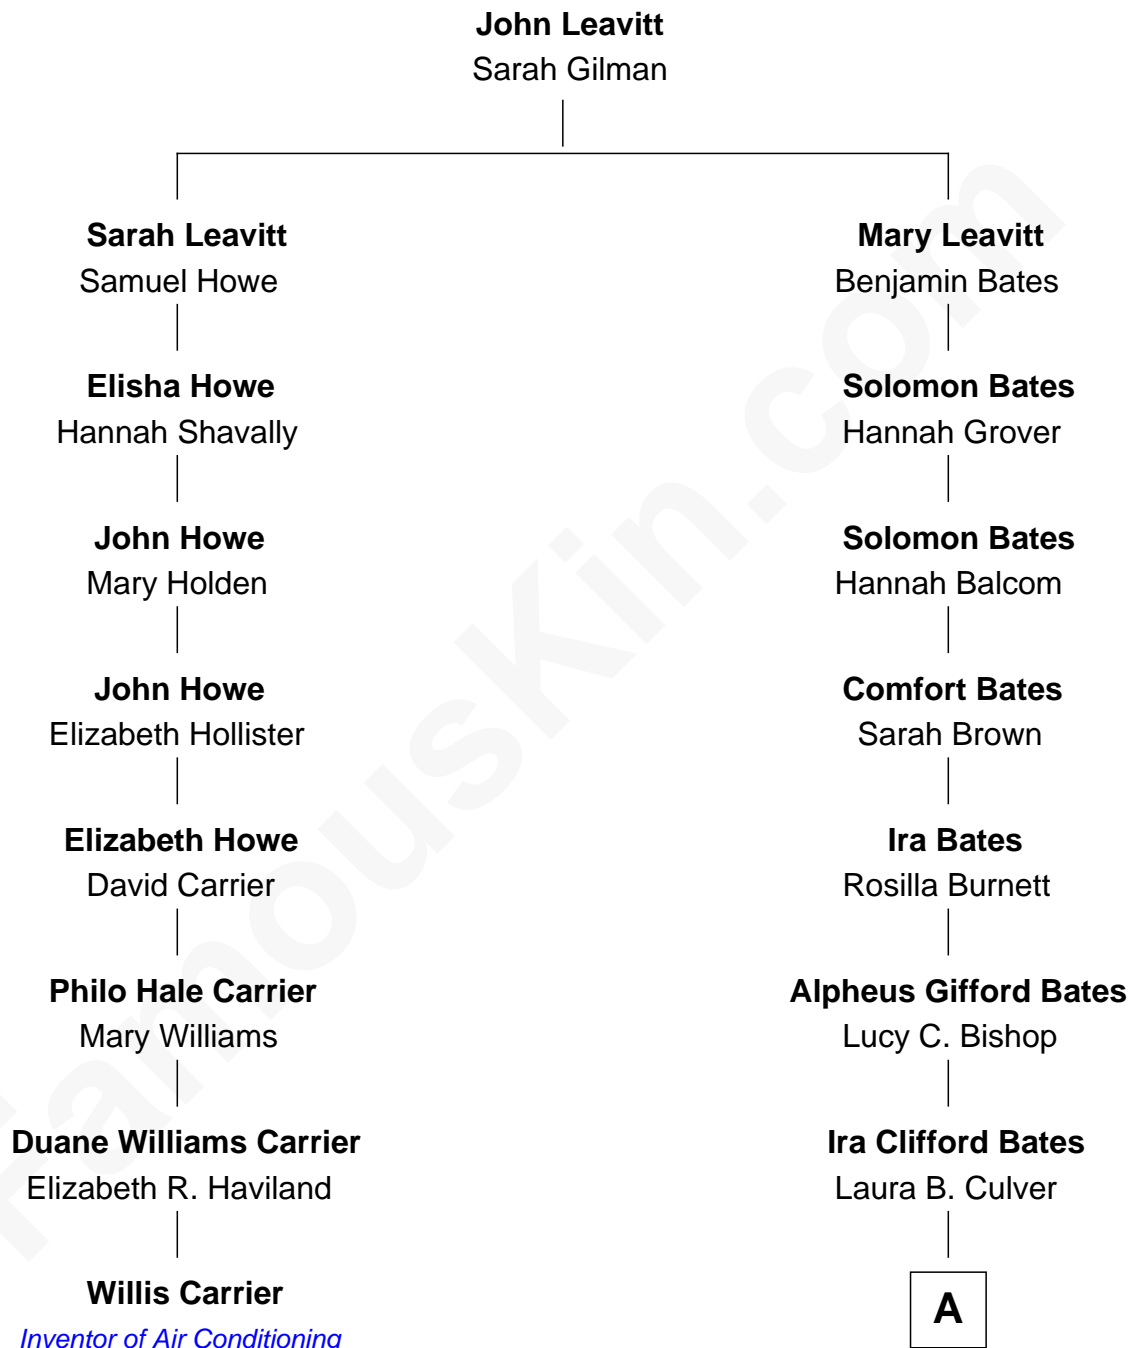 John Leavitt
Sarah Gilman
Sarah Leavitt
Samuel Howe
Mary Leavitt
Benjamin Bates
Elisha Howe
Hannah Shavally
Solomon Bates
Hannah Grover
John Howe
Mary Holden
Solomon Bates
Hannah Balcom
John Howe
Elizabeth Hollister
Comfort Bates
Sarah Brown
Elizabeth Howe
David Carrier
Ira Bates
Rosilla Burnett
Philo Hale Carrier
Mary Williams
Alpheus Gifford Bates
Lucy C. Bishop
Duane Williams Carrier
Elizabeth R. Haviland
Ira Clifford Bates
Laura B. Culver
Willis Carrier
Inventor of Air Conditioning
A
FamousKin.com